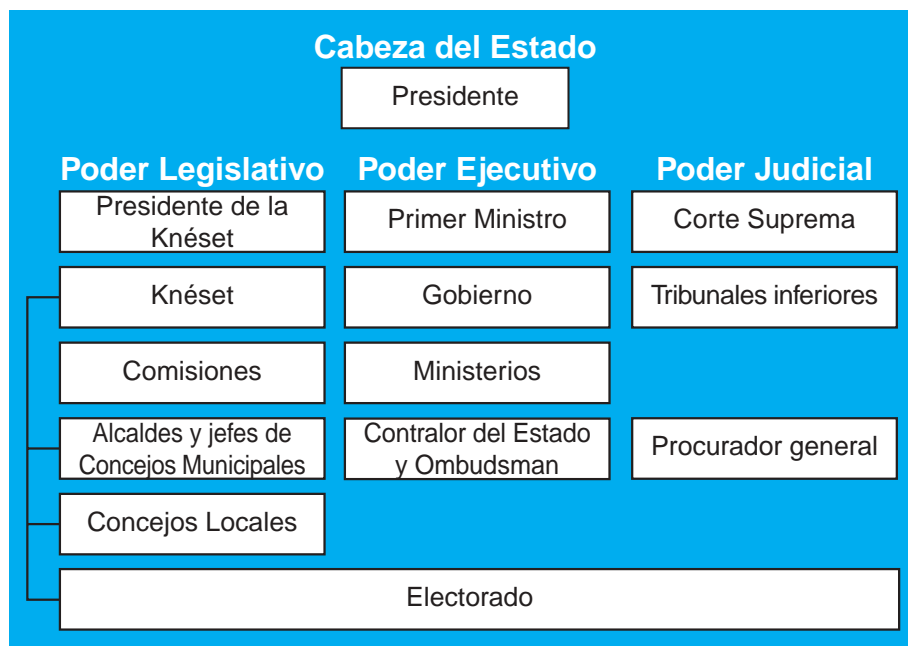 Cabeza del Estado
Presidente
Poder Legislativo
Poder Ejecutivo
Poder Judicial
Presidente de la
Knéset
Primer Ministro
Corte Suprema
Knéset
Gobierno
Tribunales inferiores
Comisiones
Ministerios
Alcaldes y jefes de
Concejos Municipales
Contralor del Estado
y Ombudsman
Procurador general
Concejos Locales
Electorado